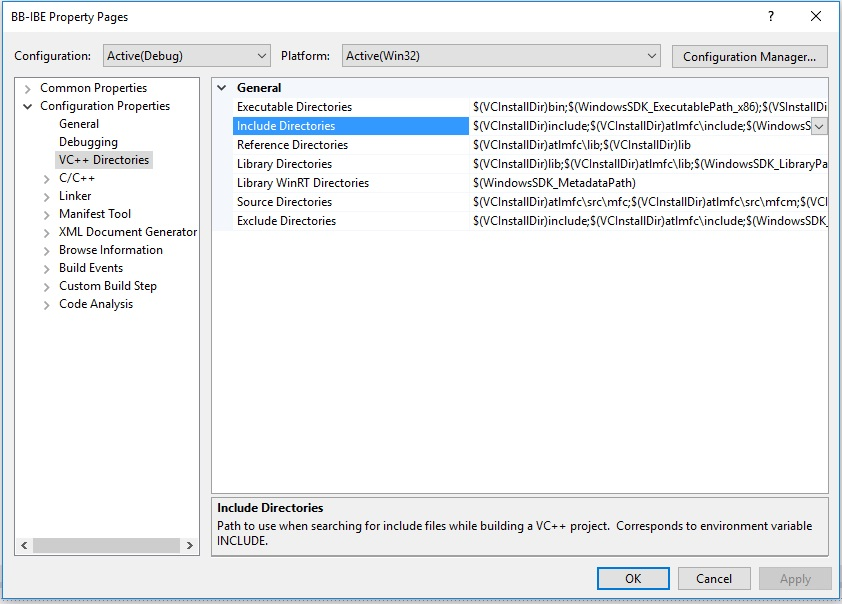 BB-IBE Property Pages
Configuration: Active(Debug) Platform: Active(Win32) Configuration Manager...
Common Properties
Configuration Properties
General
Debugging
VC++ Directories
C/C++
Linker
Manifest Tool
XML Document Generator
Browse Information
Build Events
Custom Build Step
Code Analysis
General
Executable Directories $(VCInstallDir)bin;$(WindowsSDK_ExecutablePath_x86);$(VSInstallDi
Include Directories $(VCInstallDir)include;$(VCInstallDir)atlmfc\include;$(WindowsS
Reference Directories $(VCInstallDir)atlmfc\lib;$(VCInstallDir)lib
Library Directories $(VCInstallDir)lib;$(VCInstallDir)atlmfc\lib;$(WindowsSDK_LibraryPa
Library WinRT Directories $(WindowsSDK_MetadataPath)
Source Directories $(VCInstallDir)atlmfc\src\mfc;$(VCInstallDir)atlmfc\src\mfcm;$(VCI
Exclude Directories $(VCInstallDir)include;$(VCInstallDir)atlmfc\include;$(WindowsSDK_
Include Directories
Path to use when searching for include files while building a VC++ project. Corresponds to environment variable
INCLUDE.
OK Cancel Apply